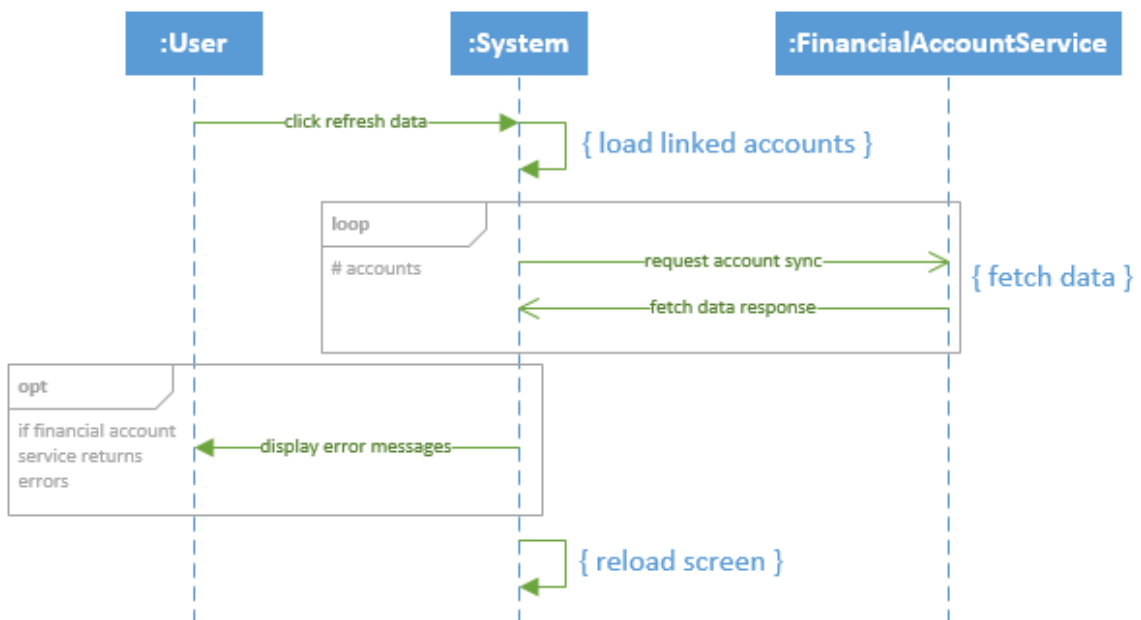 :User
:System
:FinancialAccountService
click refresh data
{ load linked accounts }
loop
# accounts
request account sync
{ fetch data }
fetch data response
opt
if financial account
service returns
errors
display error messages
{ reload screen }